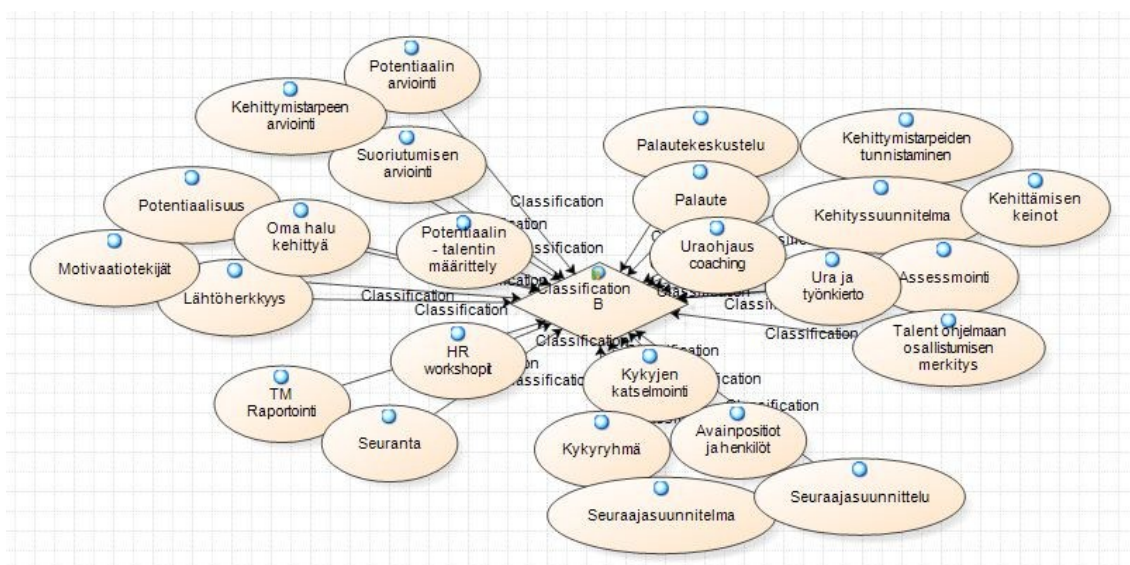 Potentiaalin
arviointi
Kehittymistarpeen
arviointi
Suoriutumisen
arviointi
Potentiaalisuus
Oma halu
kehittyä
Potentiaalin
- talentin
määrittely
Motivaatiotekijät
Lähtöherkkyys
Palautekeskustelu
Kehittymistarpeiden
tunnistaminen
Palaute
Kehityssuunnitelma
Kehittämisen
keinot
Uraohjaus
coaching
Ura ja
työnkierto
Assessmointi
Talent ohjelmaan
osallistumisen
merkitys
Classification
B
Classification
Classification
Classification
Classification
Classification
Classification
HR
workshopit
TM
Raportointi
Seuranta
Kykyjen
katselmointi
Kykyryhmä
Avainpositiot
ja henkilöt
Seuraajasuunnitelma
Seuraajasuunnittelu